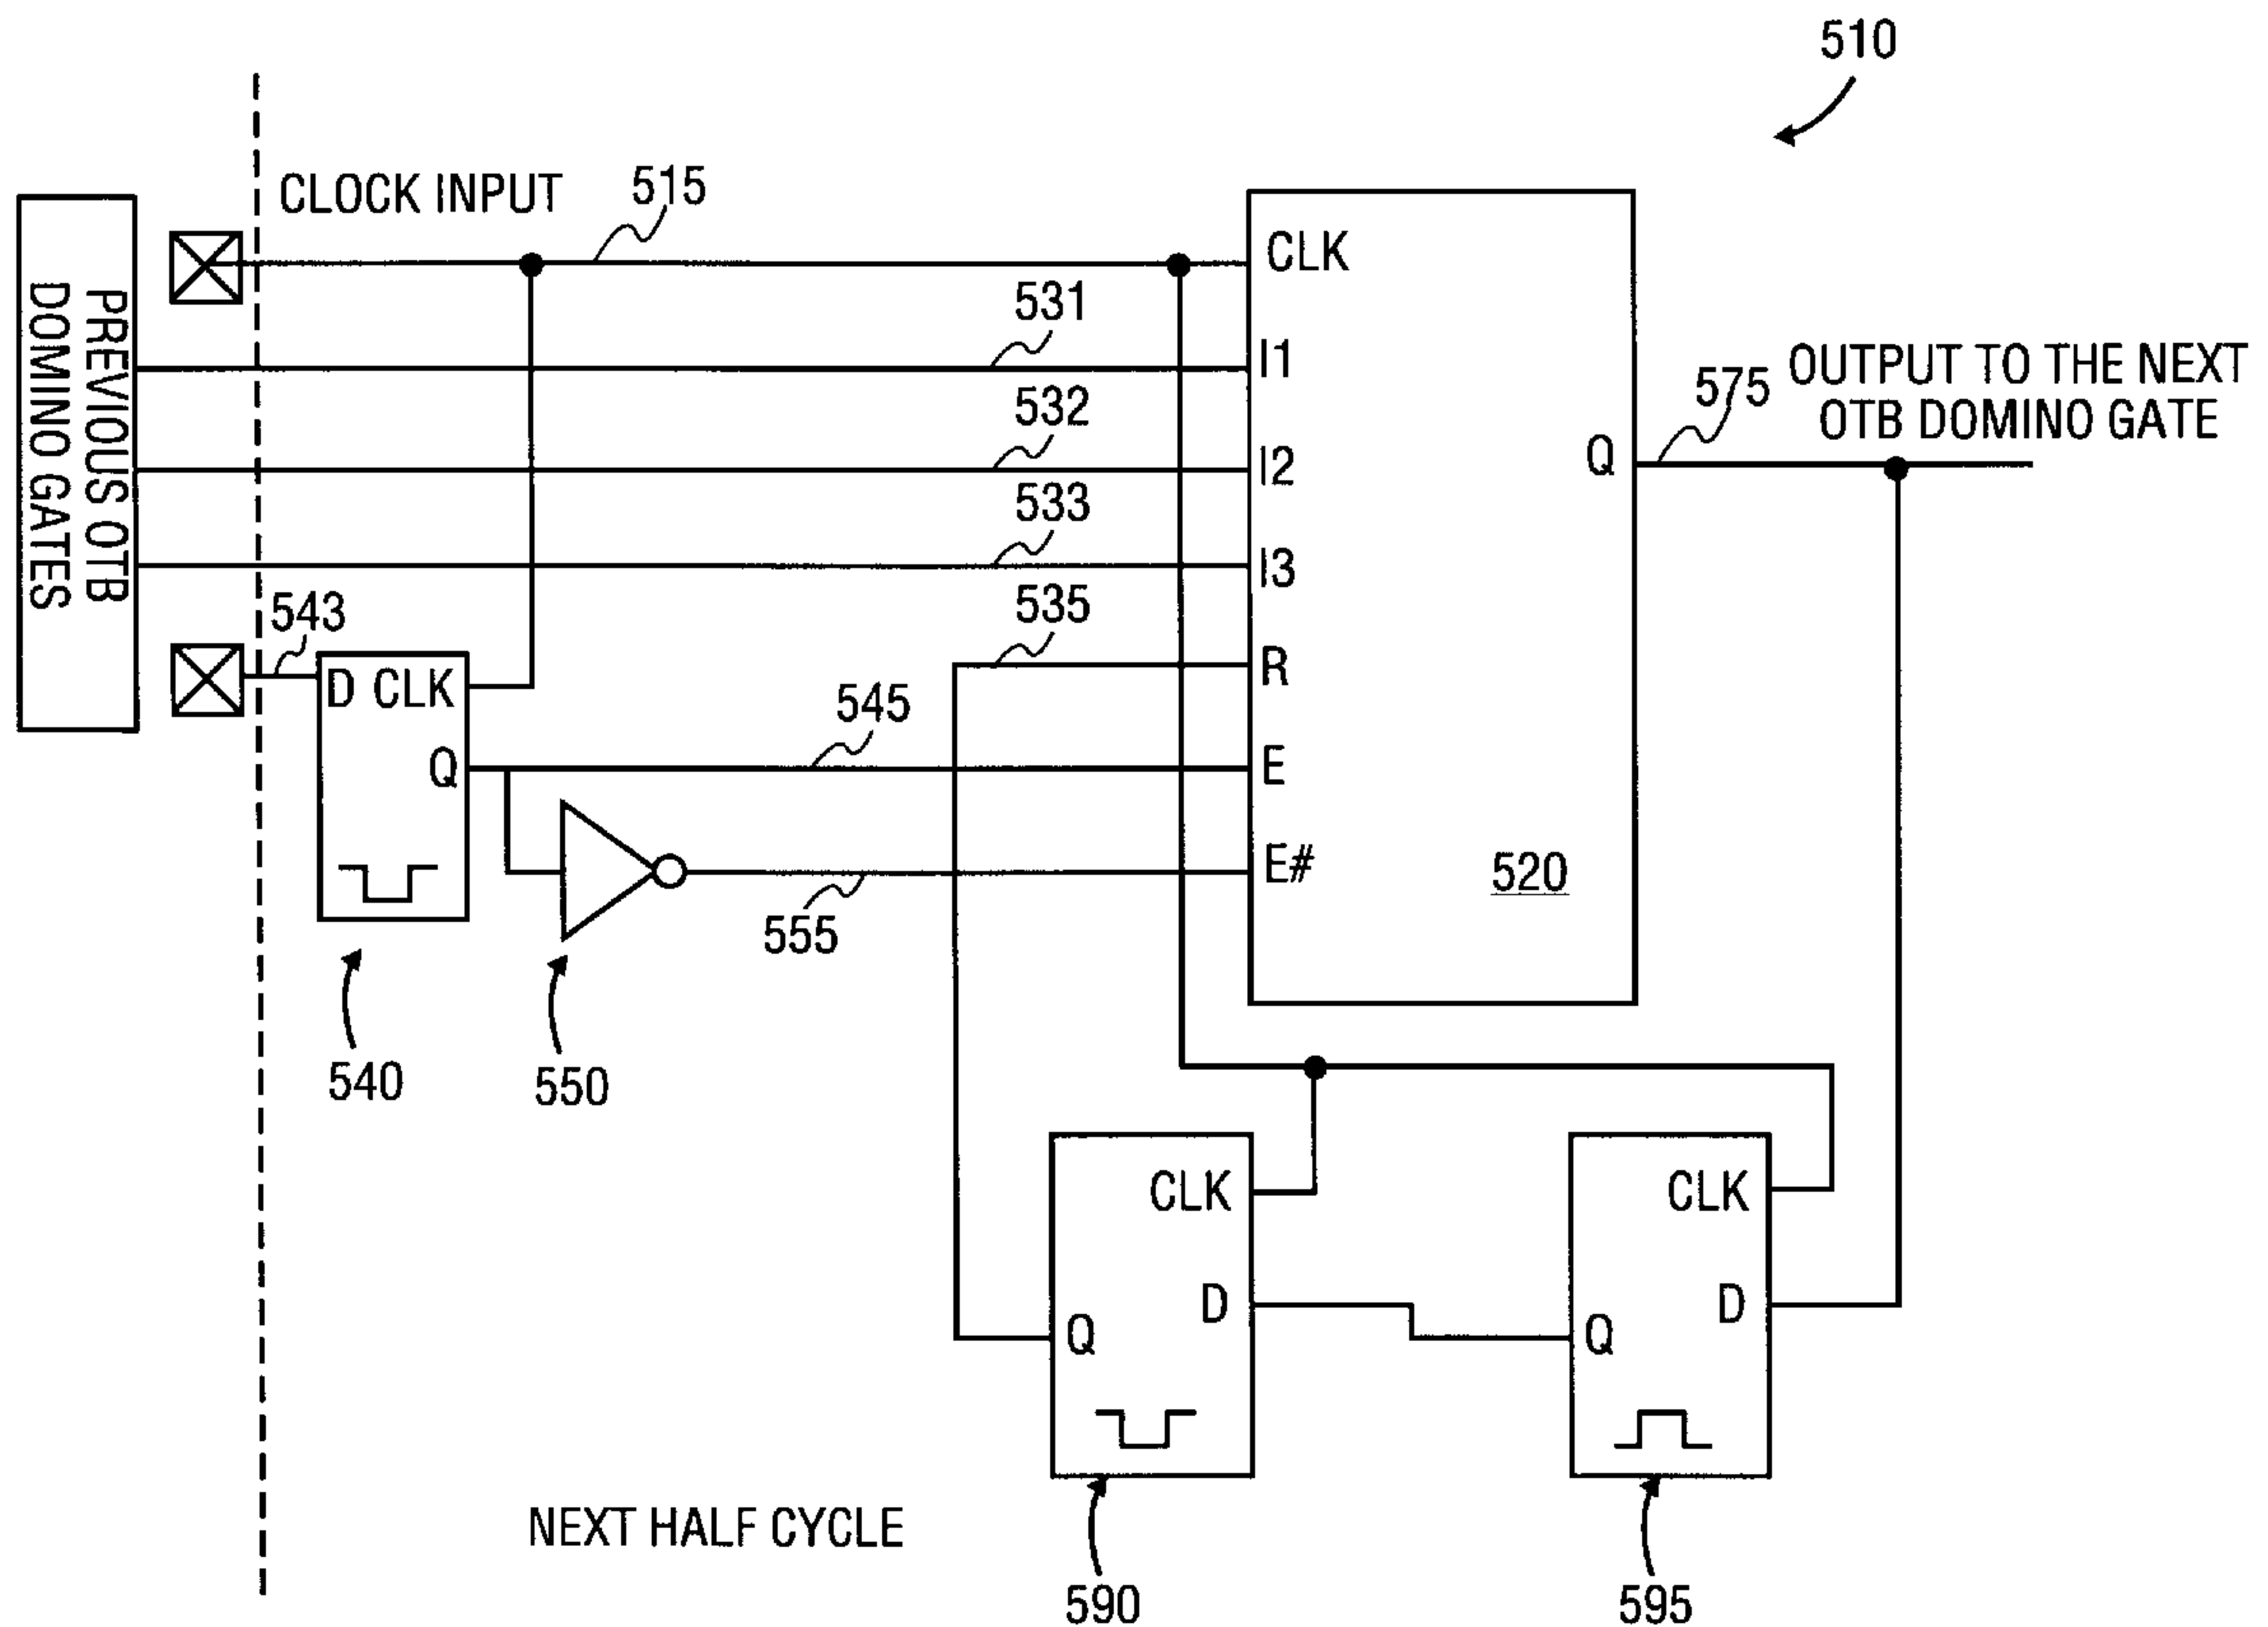 510
CLOCK INPUT
515
CLK
531
I1
532
I2
533
I3
535
R
545
E
555
E#
Q
520
575
OUTPUT TO THE NEXT
OTB DOMINO GATE
PREVIOUS OTB
DOMINO GATES
543
D CLK
Q
540
550
CLK
D
Q
590
CLK
D
Q
595
NEXT HALF CYCLE